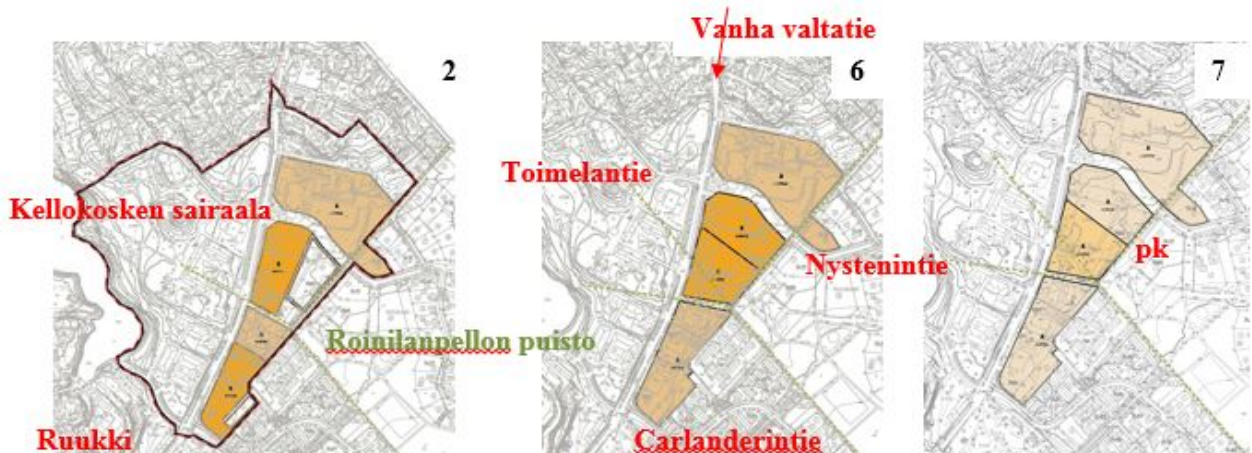 Vanha valtatie
2
6
7
Toimelantie
Kellokosken sairaala
Nystenintie
pk
Roinilanpellon puisto
Ruukki
Carlanderintie